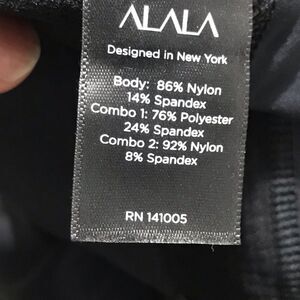 ALALA
Designed in New York
Body: 86% Nylon
14% Spandex
Combo 1: 76% Polyester
24% Spandex
Combo 2: 92% Nylon
8% Spandex
RN 141005